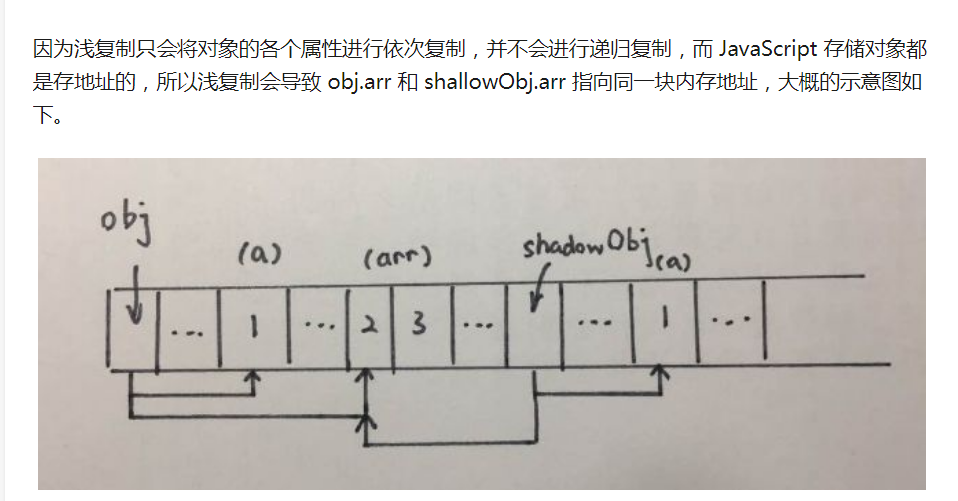 因为浅复制只会将对象的各个属性进行依次复制，并不会进行递归复制，而 JavaScript 存储对象都
是存地址的，所以浅复制会导致 obj.arr 和 shallowObj.arr 指向同一块内存地址，大概的示意图如
下。
obj
(a) (arr) shadowObj (a)
... 1 ... 2 3 ... ... 1 ...